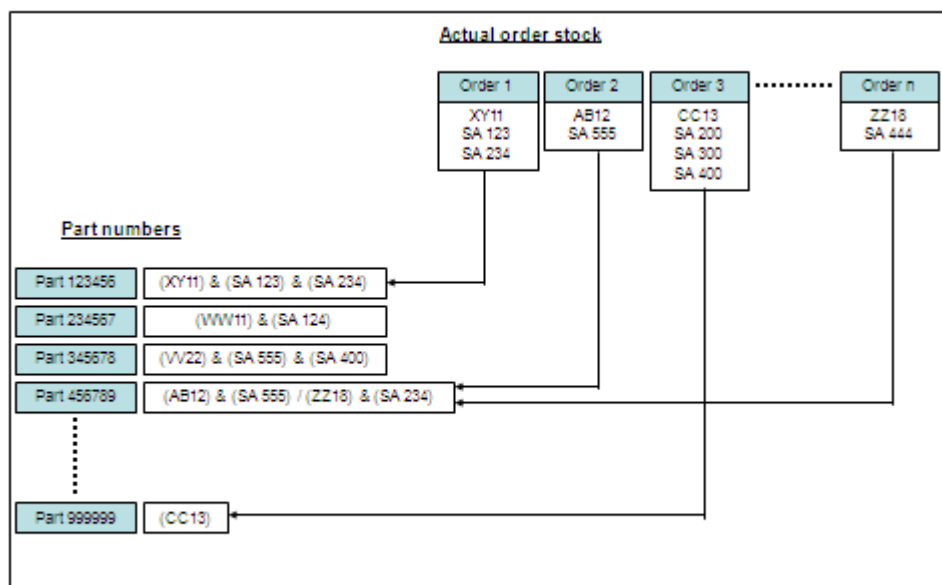 Actual order stock
Order 1 Order 2 Order 3 Order n
XY11 AB12 CC13 ZZ18
SA 123 SA 555 SA 200 SA 444
SA 234 SA 300
SA 400
Part numbers
Part 123456 (XY11) & (SA 123) & (SA 234)
Part 234567 (WW11) & (SA 124)
Part 345678 (VV22) & (SA 555) & (SA 400)
Part 456789 (AB12) & (SA 555) / (ZZ18) & (SA 234)
Part 999999 (CC13)